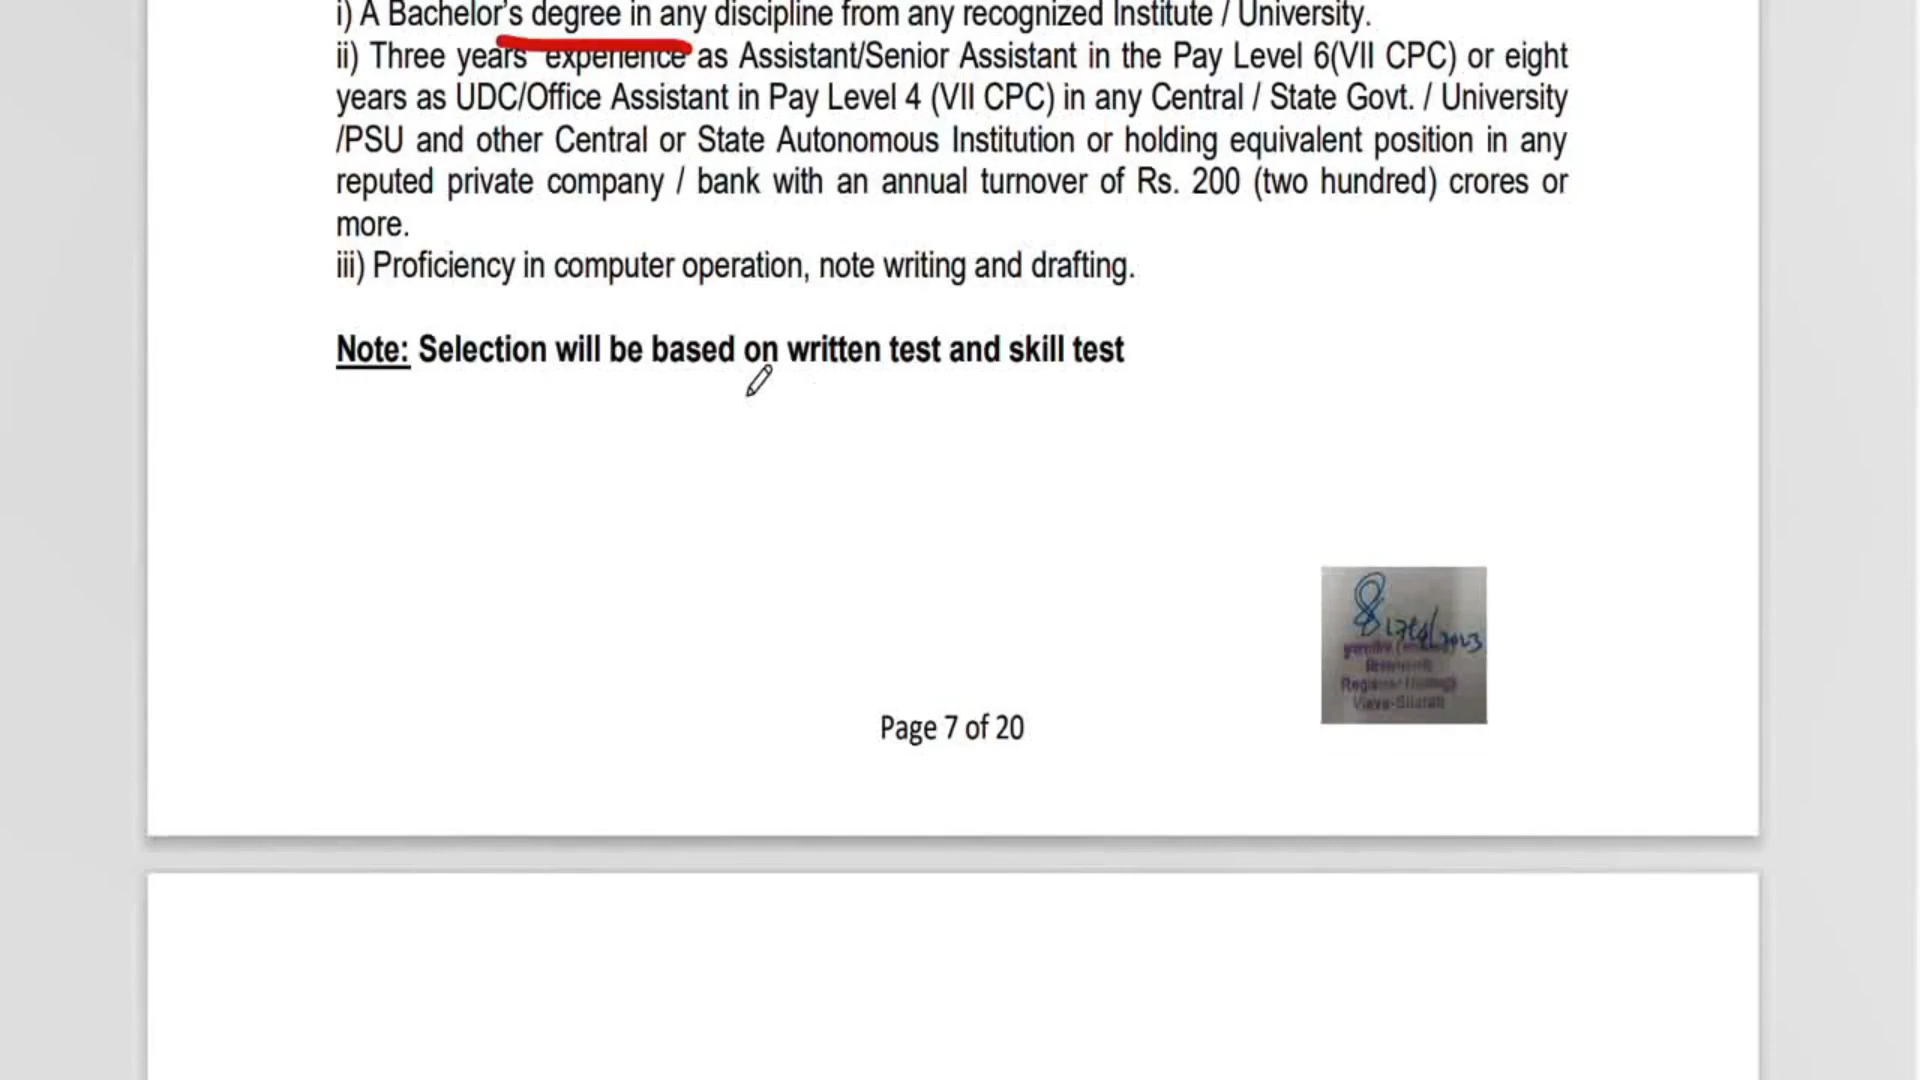 i) A Bachelor's degree in any discipline from any recognized Institute / University.
ii) Three years' experience as Assistant/Senior Assistant in the Pay Level 6(VII CPC) or eight
years as UDC/Office Assistant in Pay Level 4 (VII CPC) in any Central / State Govt. / University
/PSU and other Central or State Autonomous Institution or holding equivalent position in any
reputed private company / bank with an annual turnover of Rs. 200 (two hundred) crores or
more.
iii) Proficiency in computer operation, note writing and drafting.
Note: Selection will be based on written test and skill test
Page 7 of 20